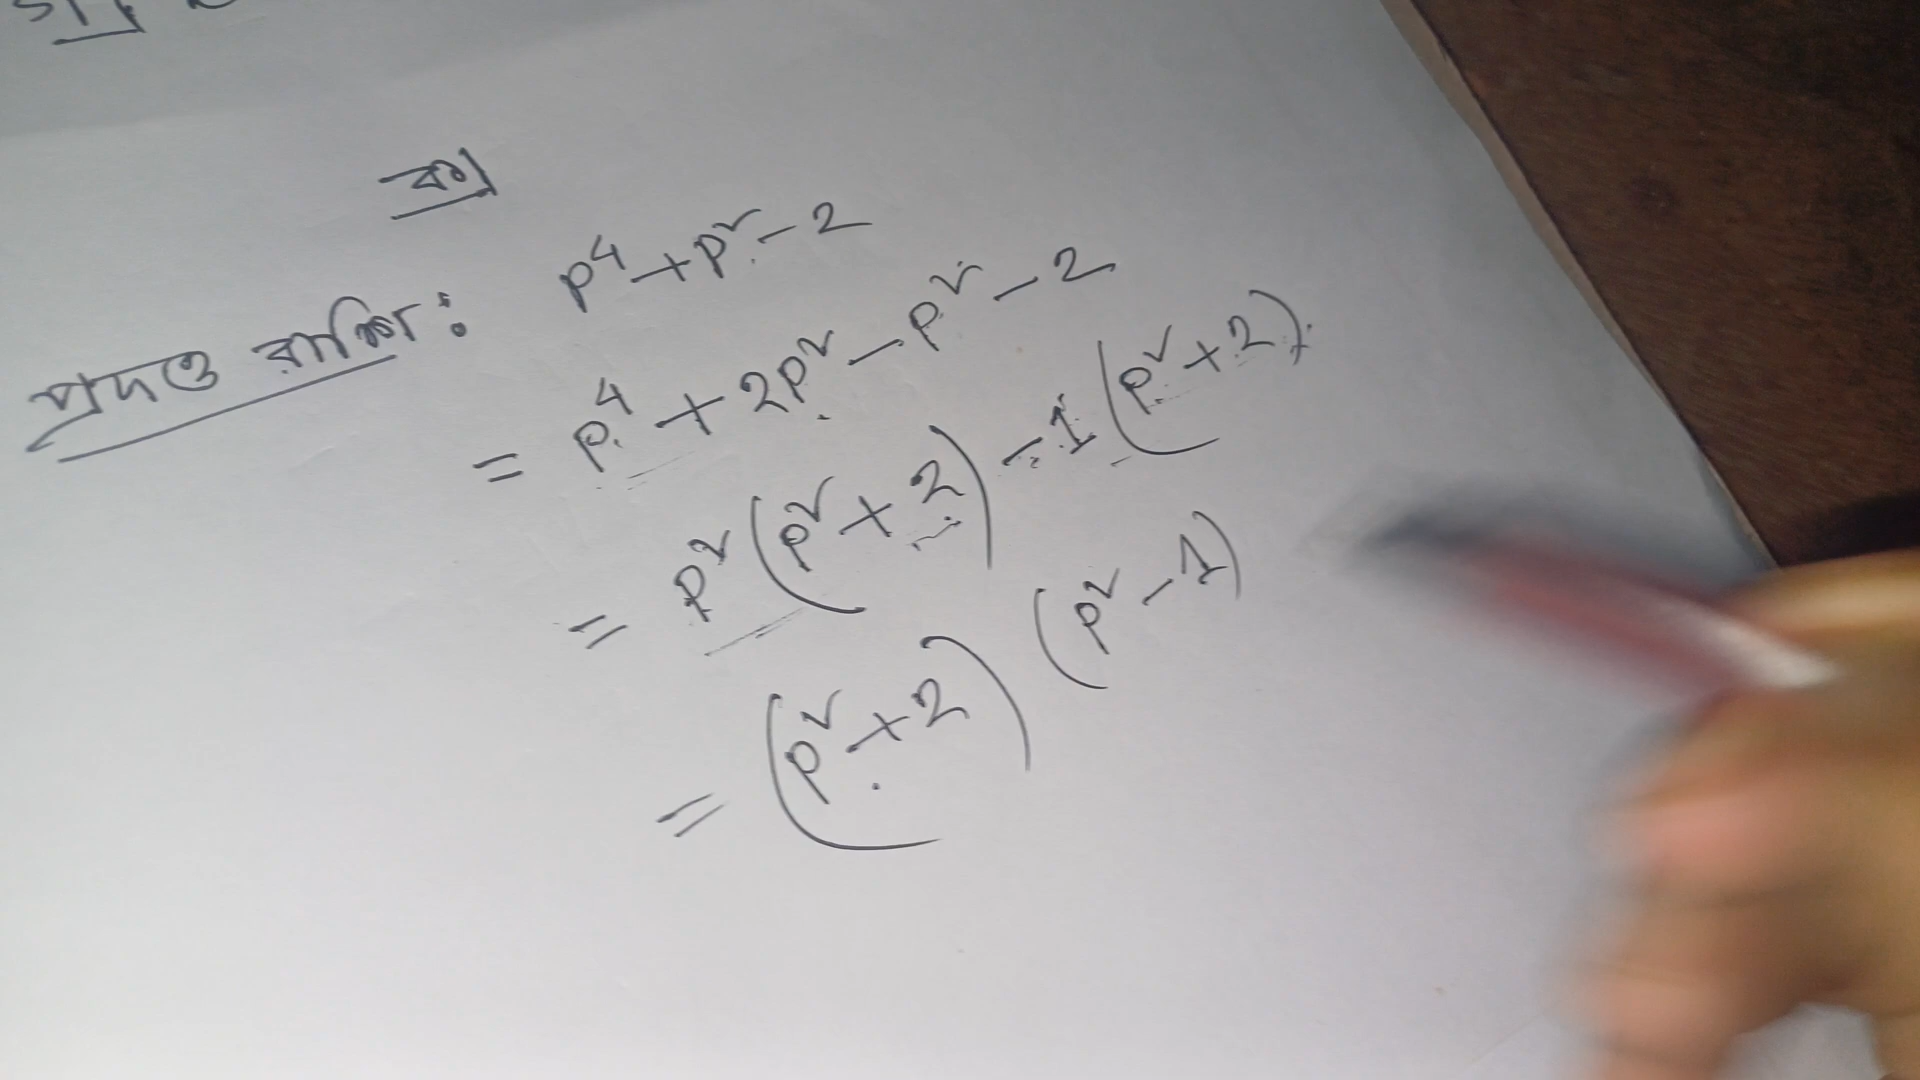 ক)
প্রদত্ত রাশি: p⁴+p²-2
= p⁴+2p²-p²-2
= p²(p²+2)-1(p²+2)
= (p²+2)(p²-1)